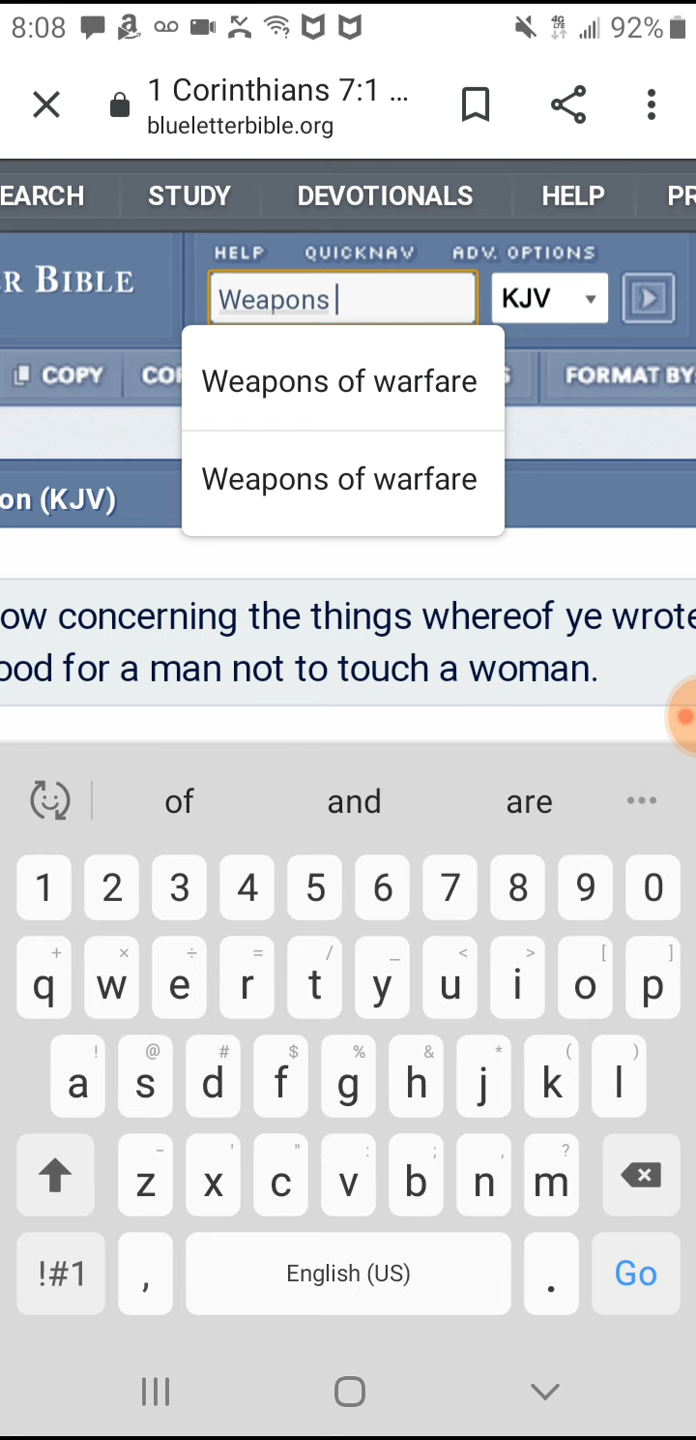 8:08 4G LTE 92%
1 Corinthians 7:1 ...
blueletterbible.org
EARCH STUDY DEVOTIONALS HELP PR
HELP QUICKNAV ADV. OPTIONS
R BIBLE
Weapons KJV
COPY COI S FORMAT BY
Weapons of warfare
Weapons of warfare
on (KJV)
ow concerning the things whereof ye wrote
ood for a man not to touch a woman.
of and are ...
1 2 3 4 5 6 7 8 9 0
+ × ÷ = / _ < > [ ]
q w e r t y u i o p
! @ # $ % & * ( )
a s d f g h j k l
- ' " : ; , ?
z x c v b n m
!#1 , English (US) . Go